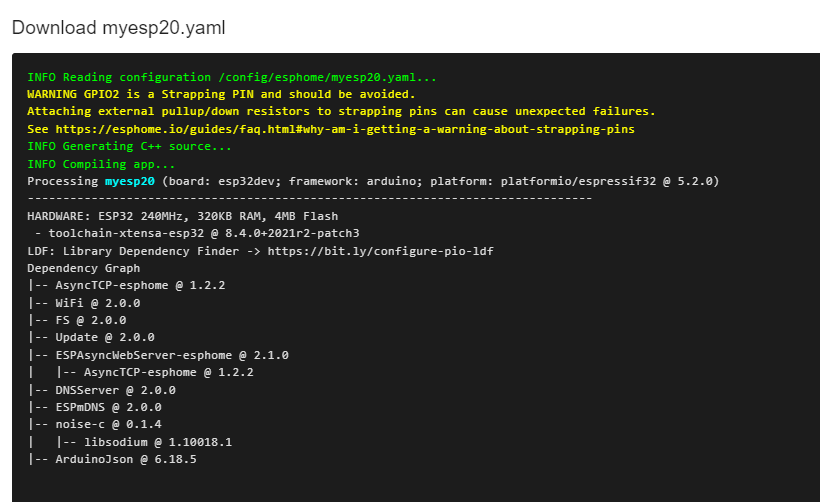 Download myesp20.yaml
INFO Reading configuration /config/esphome/myesp20.yaml...
WARNING GPIO2 is a Strapping PIN and should be avoided.
Attaching external pullup/down resistors to strapping pins can cause unexpected failures.
See https://esphome.io/guides/faq.html#why-am-i-getting-a-warning-about-strapping-pins
INFO Generating C++ source...
INFO Compiling app...
Processing myesp20 (board: esp32dev; framework: arduino; platform: platformio/espressif32 @ 5.2.0)
--------------------------------------------------------------------------------
HARDWARE: ESP32 240MHz, 320KB RAM, 4MB Flash
 - toolchain-xtensa-esp32 @ 8.4.0+2021r2-patch3
LDF: Library Dependency Finder -> https://bit.ly/configure-pio-ldf
Dependency Graph
|-- AsyncTCP-esphome @ 1.2.2
|-- WiFi @ 2.0.0
|-- FS @ 2.0.0
|-- Update @ 2.0.0
|-- ESPAsyncWebServer-esphome @ 2.1.0
|   |-- AsyncTCP-esphome @ 1.2.2
|-- DNSServer @ 2.0.0
|-- ESPmDNS @ 2.0.0
|-- noise-c @ 0.1.4
|   |-- libsodium @ 1.10018.1
|-- ArduinoJson @ 6.18.5